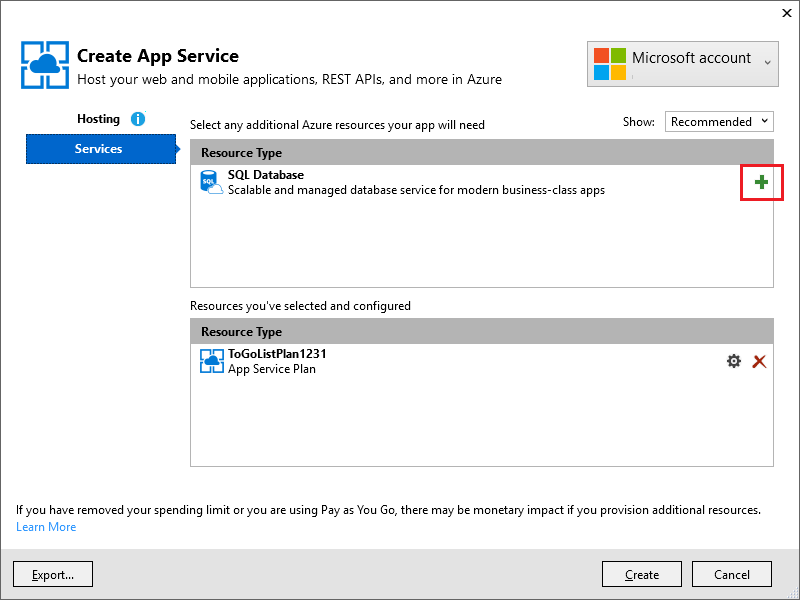 Create App Service
Host your web and mobile applications, REST APIs, and more in Azure
Microsoft account
Hosting
Services
Select any additional Azure resources your app will need
Show: Recommended
Resource Type
SQL
SQL Database
Scalable and managed database service for modern business-class apps
Resources you've selected and configured
Resource Type
ToGoListPlan1231
App Service Plan
If you have removed your spending limit or you are using Pay as You Go, there may be monetary impact if you provision additional resources.
Learn More
Export...
Create
Cancel